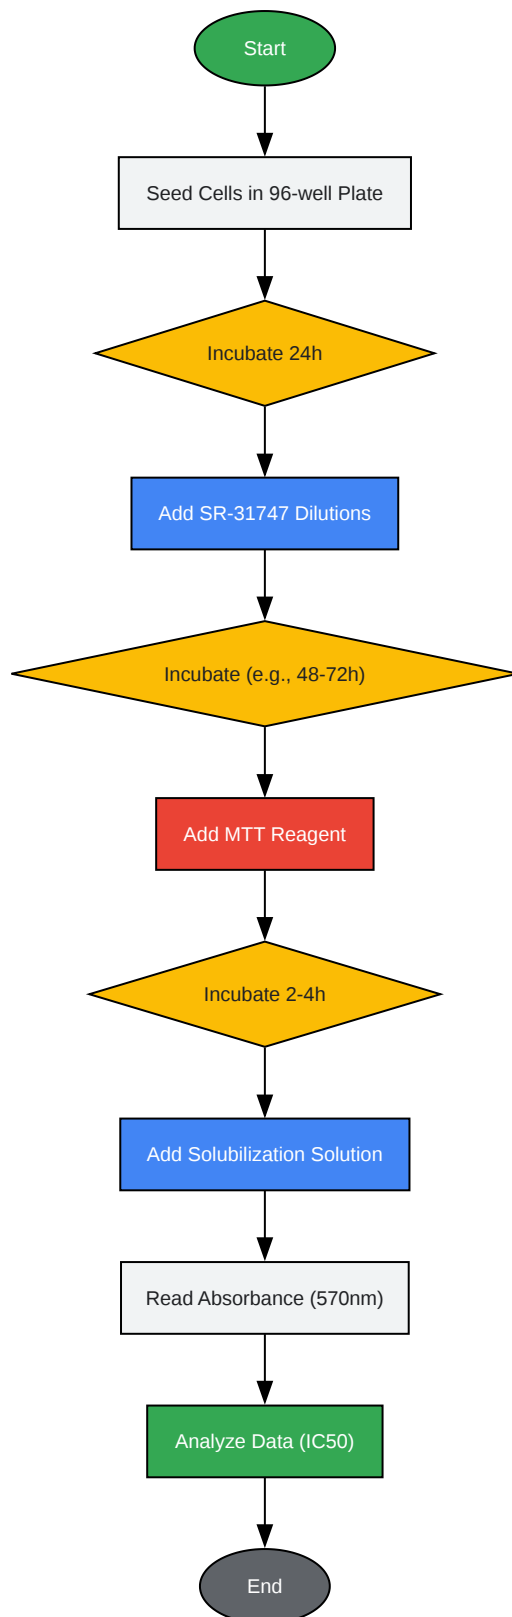 Start
Seed Cells in 96-well Plate
Incubate 24h
Add SR-31747 Dilutions
Incubate (e.g., 48-72h)
Add MTT Reagent
Incubate 2-4h
Add Solubilization Solution
Read Absorbance (570nm)
Analyze Data (IC50)
End